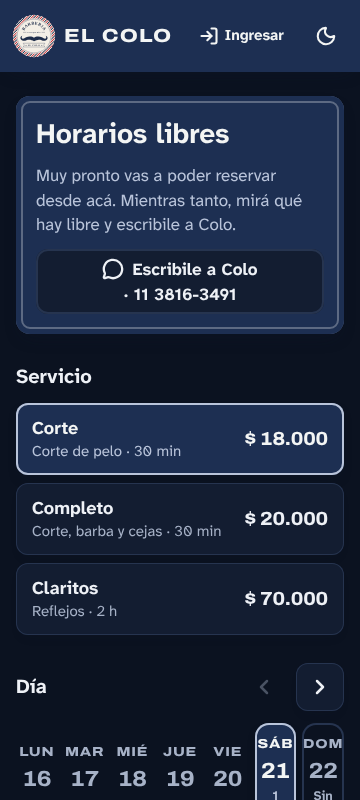 BARBERIA
EL COLO
Ingresar
Horarios libres
Muy pronto vas a poder reservar
desde acá. Mientras tanto, mirá qué
hay libre y escribile a Colo.
Escribile a Colo
· 11 3816-3491
Servicio
Corte
Corte de pelo · 30 min
$ 18.000
Completo
Corte, barba y cejas · 30 min
$ 20.000
Claritos
Reflejos · 2 h
$ 70.000
Día
LUN MAR MIÉ JUE VIE SÁB DOM
16 17 18 19 20 21 22
1 Sin